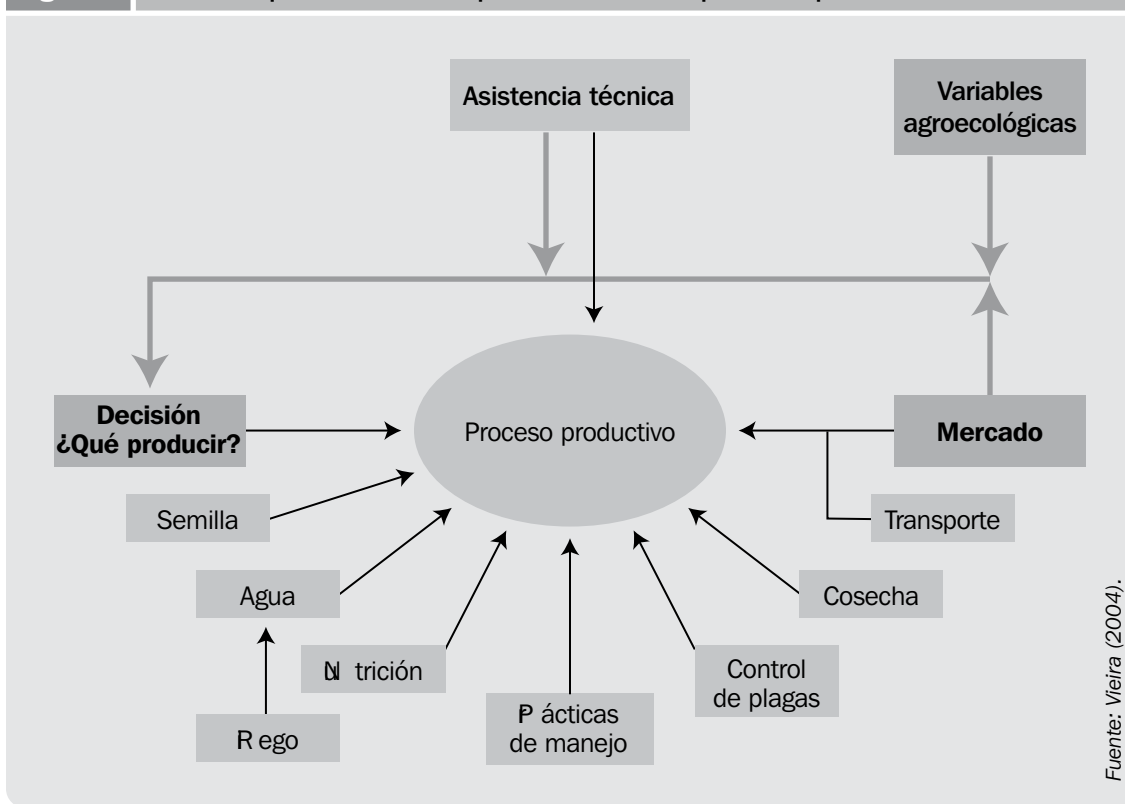 Asistencia técnica
Variables
agroecológicas
Decisión
¿Qué producir?
Proceso productivo
Mercado
Semilla
Transporte
Agua
Cosecha
trición
Control
de plagas
ácticas
de manejo
R ego
Fuente: Vieira (2004).